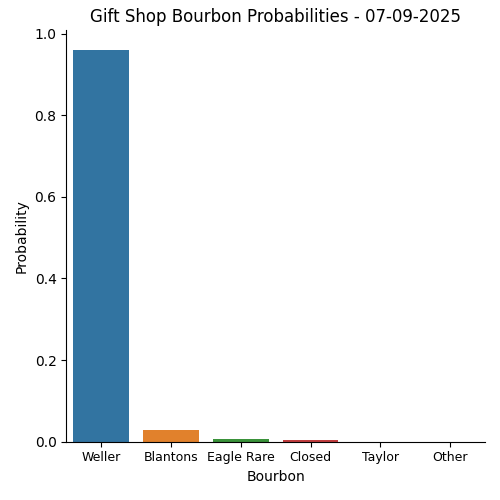 Gift Shop Bourbon Probabilities - 07-09-2025
1.0
0.8
0.6
0.4
0.2
0.0
Probability
Weller Blantons Eagle Rare Closed Taylor Other
Bourbon